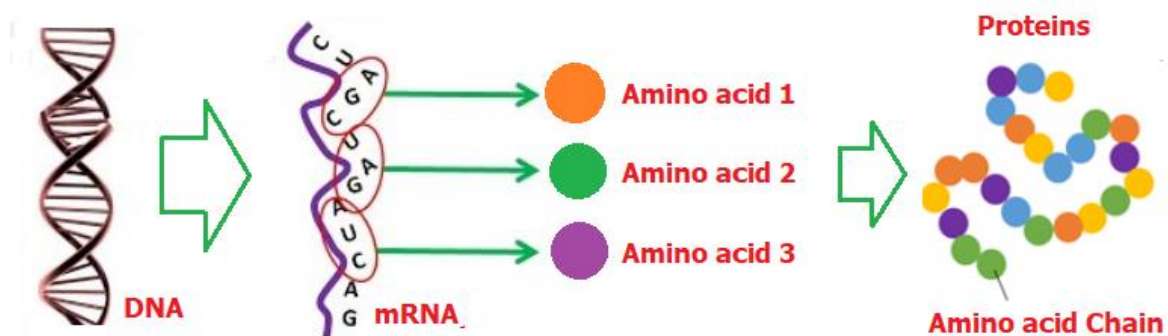 Proteins
C
U
A
G
C
U
A
G
A
U
C
A
G
Amino acid 1
Amino acid 2
Amino acid 3
DNA
mRNA
Amino acid Chain